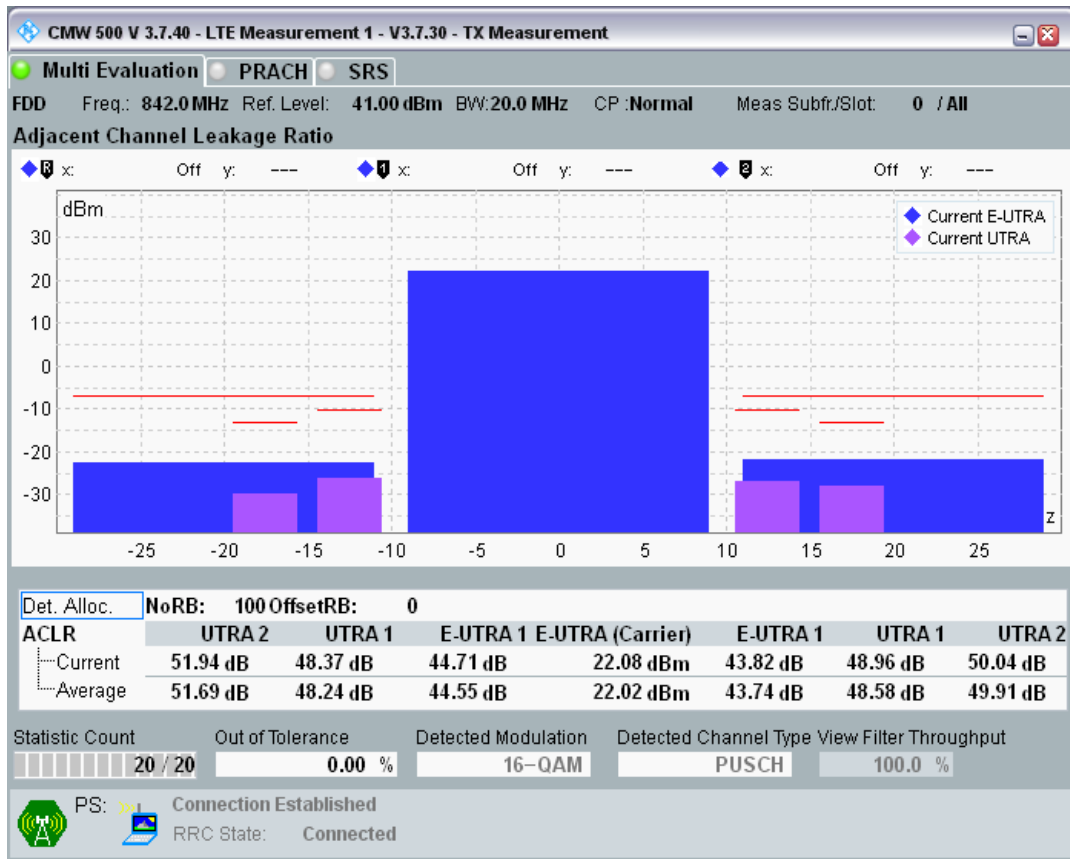 CMW 500 V 3.7.40 - LTE Measurement 1 - V3.7.30 - TX Measurement
Multi Evaluation PRACH SRS
FDD Freq.: 842.0 MHz Ref. Level: 41.00 dBm BW:20.0 MHz CP :Normal Meas Subfr./Slot: 0 / All
Adjacent Channel Leakage Ratio
R x: Off y: --- 1 x: Off y: --- 2 x: Off y: ---
dBm
Current E-UTRA
Current UTRA
30
20
10
0
-10
-20
-30
z
-25 -20 -15 -10 -5 0 5 10 15 20 25
Det. Alloc. NoRB: 100 OffsetRB: 0
ACLR UTRA 2 UTRA 1 E-UTRA 1 E-UTRA (Carrier) E-UTRA 1 UTRA 1 UTRA 2
Current 51.94 dB 48.37 dB 44.71 dB 22.08 dBm 43.82 dB 48.96 dB 50.04 dB
Average 51.69 dB 48.24 dB 44.55 dB 22.02 dBm 43.74 dB 48.58 dB 49.91 dB
Statistic Count Out of Tolerance Detected Modulation Detected Channel Type View Filter Throughput
20 / 20 0.00 % 16-QAM PUSCH 100.0 %
PS: Connection Established
RRC State: Connected